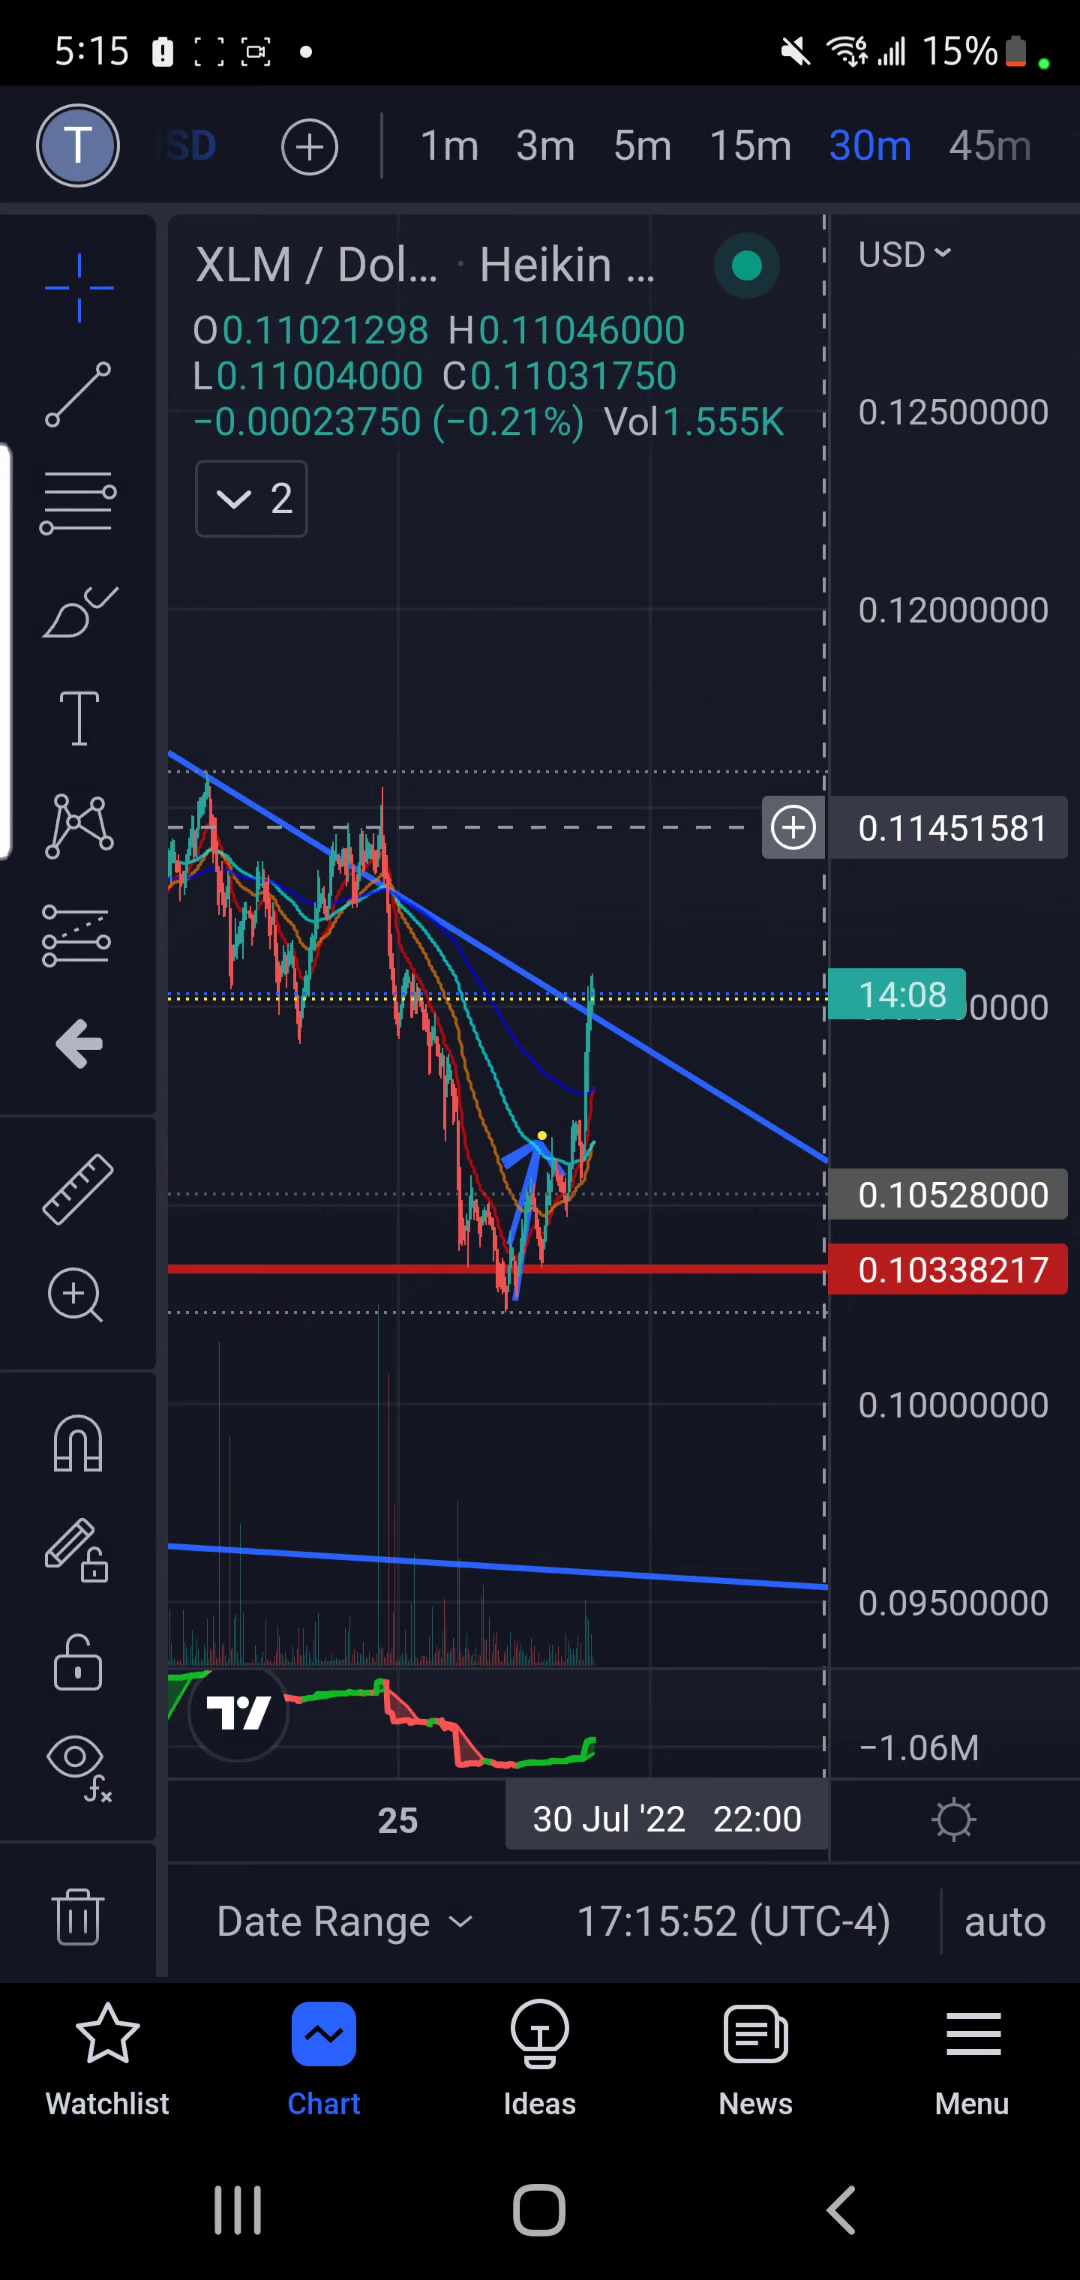 5:15 15%
T SD 1m 3m 5m 15m 30m 45m
XLM / Dol... · Heikin ... USD
O0.11021298 H0.11046000
L0.11004000 C0.11031750
−0.00023750 (−0.21%) Vol1.555K
0.12500000
2
0.12000000
0.11451581
14:08 0000
0.10528000
0.10338217
0.10000000
0.09500000
−1.06M
25 30 Jul '22 22:00
Date Range 17:15:52 (UTC-4) auto
Watchlist Chart Ideas News Menu